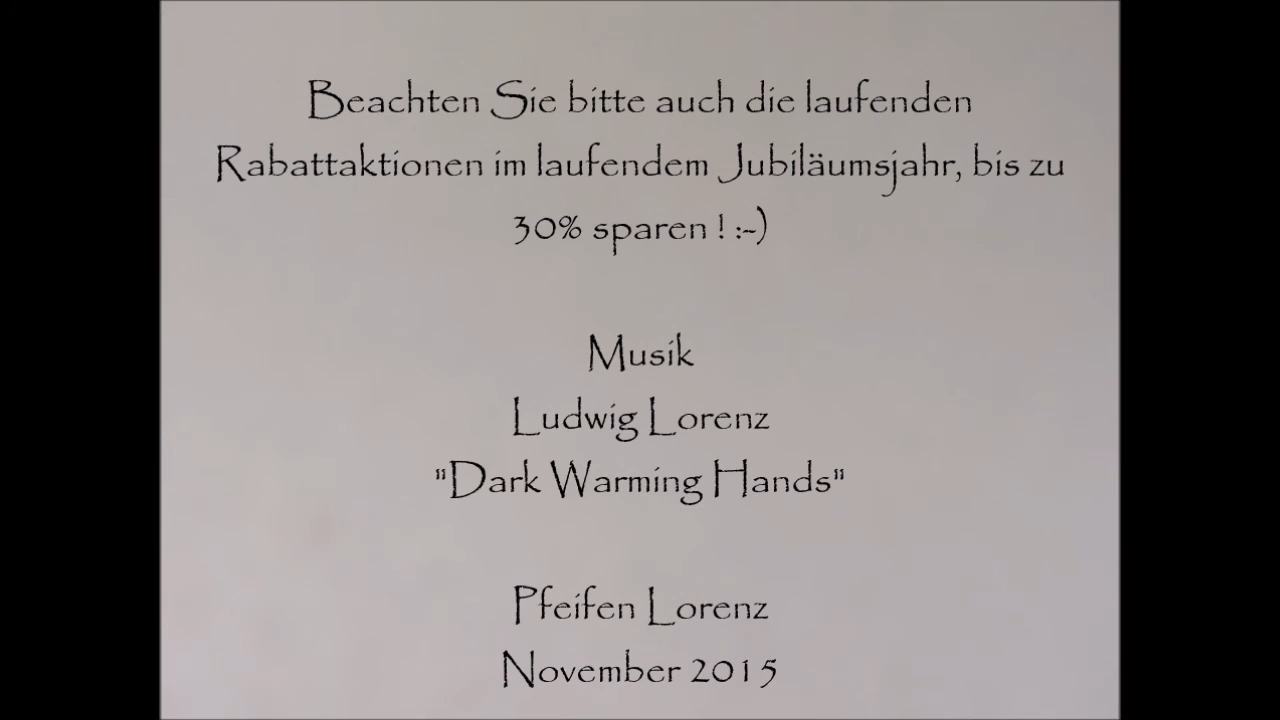 Beachten Sie bitte auch die laufenden
Rabattaktionen im laufendem Jubiläumsjahr, bis zu
30% sparen ! :-)
Musik
Ludwig Lorenz
"Dark Warming Hands"
Pfeifen Lorenz
November 2015